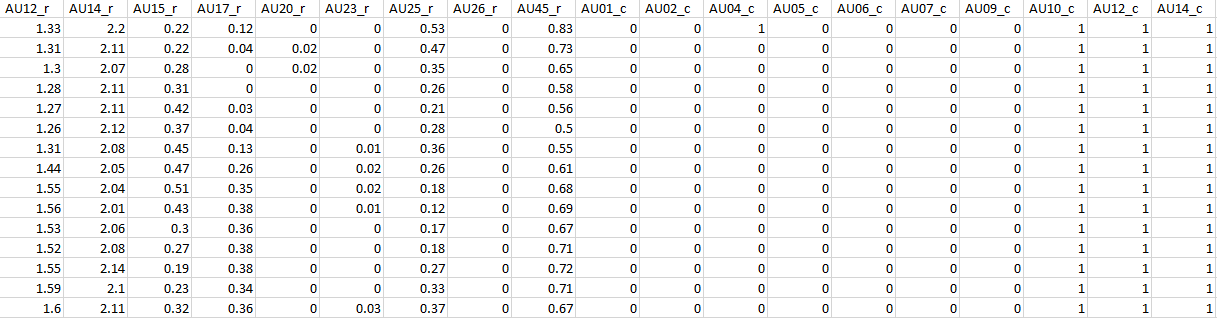 AU12_r AU14_r AU15_r AU17_r AU20_r AU23_r AU25_r AU26_r AU45_r AU01_c AU02_c AU04_c AU05_c AU06_c AU07_c AU09_c AU10_c AU12_c AU14_c
1.33 2.2 0.22 0.12 0 0 0.53 0 0.83 0 0 1 0 0 0 0 1 1 1
1.31 2.11 0.22 0.04 0.02 0 0.47 0 0.73 0 0 0 0 0 0 0 1 1 1
1.3 2.07 0.28 0 0.02 0 0.35 0 0.65 0 0 0 0 0 0 0 1 1 1
1.28 2.11 0.31 0 0 0 0.26 0 0.58 0 0 0 0 0 0 0 1 1 1
1.27 2.11 0.42 0.03 0 0 0.21 0 0.56 0 0 0 0 0 0 0 1 1 1
1.26 2.12 0.37 0.04 0 0 0.28 0 0.5 0 0 0 0 0 0 0 1 1 1
1.31 2.08 0.45 0.13 0 0.01 0.36 0 0.55 0 0 0 0 0 0 0 1 1 1
1.44 2.05 0.47 0.26 0 0.02 0.26 0 0.61 0 0 0 0 0 0 0 1 1 1
1.55 2.04 0.51 0.35 0 0.02 0.18 0 0.68 0 0 0 0 0 0 0 1 1 1
1.56 2.01 0.43 0.38 0 0.01 0.12 0 0.69 0 0 0 0 0 0 0 1 1 1
1.53 2.06 0.3 0.36 0 0 0.17 0 0.67 0 0 0 0 0 0 0 1 1 1
1.52 2.08 0.27 0.38 0 0 0.18 0 0.71 0 0 0 0 0 0 0 1 1 1
1.55 2.14 0.19 0.38 0 0 0.27 0 0.72 0 0 0 0 0 0 0 1 1 1
1.59 2.1 0.23 0.34 0 0 0.33 0 0.71 0 0 0 0 0 0 0 1 1 1
1.6 2.11 0.32 0.36 0 0.03 0.37 0 0.67 0 0 0 0 0 0 0 1 1 1